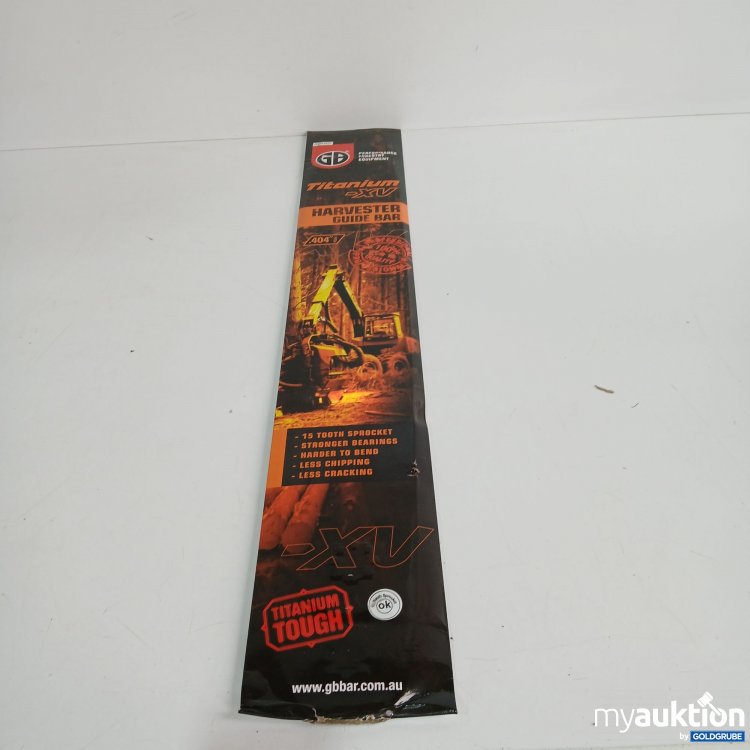 GB
PERFORMANCE
FORESTRY
EQUIPMENT
Titanium
-XV
HARVESTER
GUIDE BAR
.404"
- 15 TOOTH SPROCKET
- STRONGER BEARINGS
- HARDER TO BEND
- LESS CHIPPING
- LESS CRACKING
-XV
TITANIUM
TOUGH
ok
www.gbbar.com.au
myauktion
by GOLDGRUBE